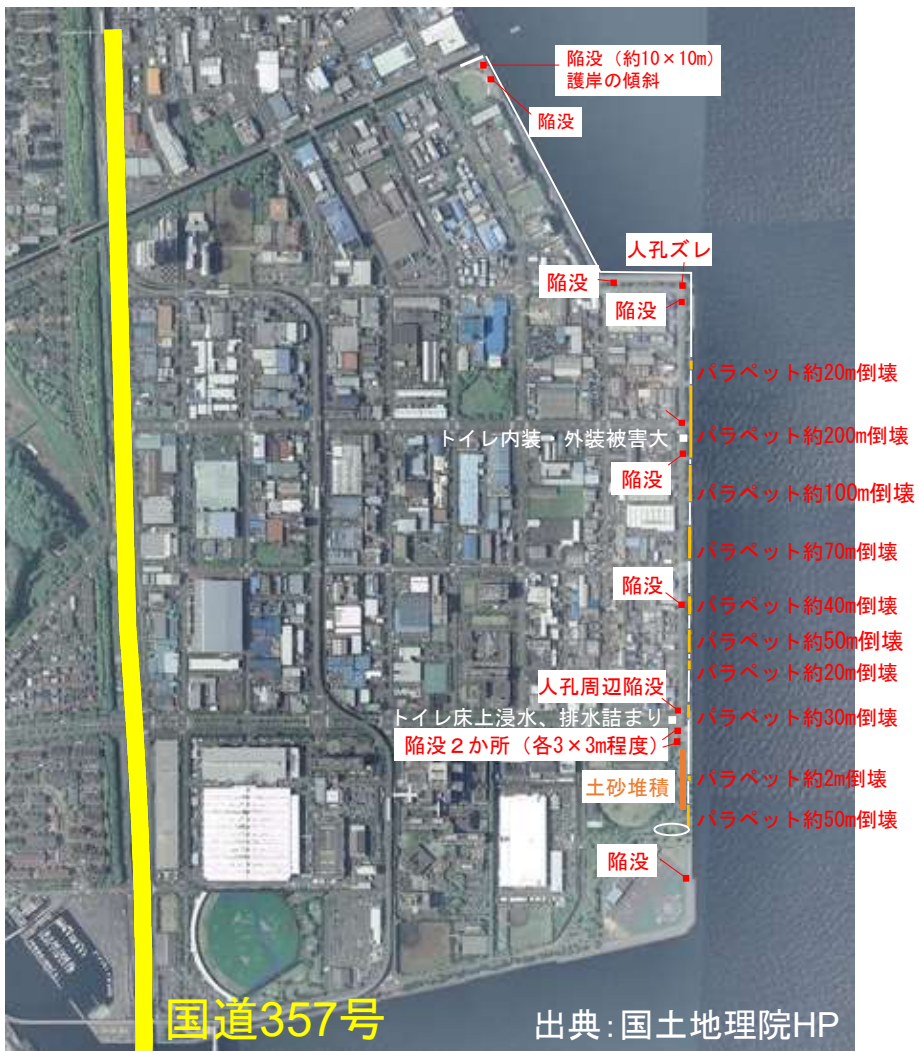 陥没（約10×10m）
護岸の傾斜
陥没
人孔ズレ
陥没
陥没
パラペット約20m倒壊
トイレ内装・外装被害大
パラペット約200m倒壊
陥没
パラペット約100m倒壊
パラペット約70m倒壊
陥没
パラペット約40m倒壊
パラペット約50m倒壊
パラペット約20m倒壊
人孔周辺陥没
トイレ床上浸水、排水詰まり
パラペット約30m倒壊
陥没２か所（各3×3m程度）
土砂堆積
パラペット約2m倒壊
パラペット約50m倒壊
陥没
国道357号
出典：国土地理院HP